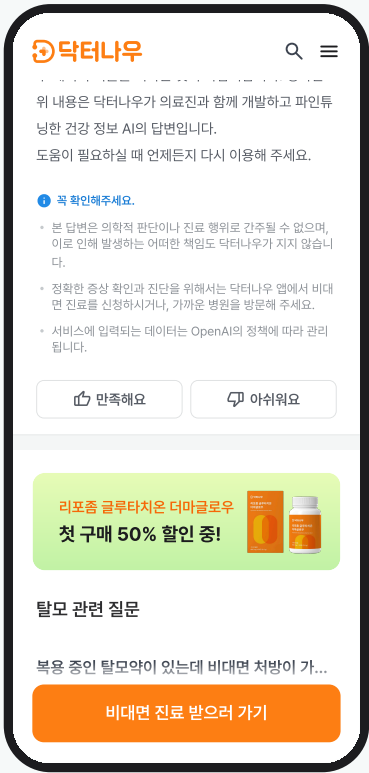 닥터나우
위 내용은 닥터나우가 의료진과 함께 개발하고 파인튜
닝한 건강 정보 AI의 답변입니다.
도움이 필요하실 때 언제든지 다시 이용해 주세요.
꼭 확인해주세요.
• 본 답변은 의학적 판단이나 진료 행위로 간주될 수 없으며,
이로 인해 발생하는 어떠한 책임도 닥터나우가 지지 않습니
다.
• 정확한 증상 확인과 진단을 위해서는 닥터나우 앱에서 비대
면 진료를 신청하시거나, 가까운 병원을 방문해 주세요.
• 서비스에 입력되는 데이터는 OpenAI의 정책에 따라 관리
됩니다.
만족해요
아쉬워요
리포좀 글루타치온 더마글로우
첫 구매 50% 할인 중!
탈모 관련 질문
복용 중인 탈모약이 있는데 비대면 처방이 가...
비대면 진료 받으러 가기